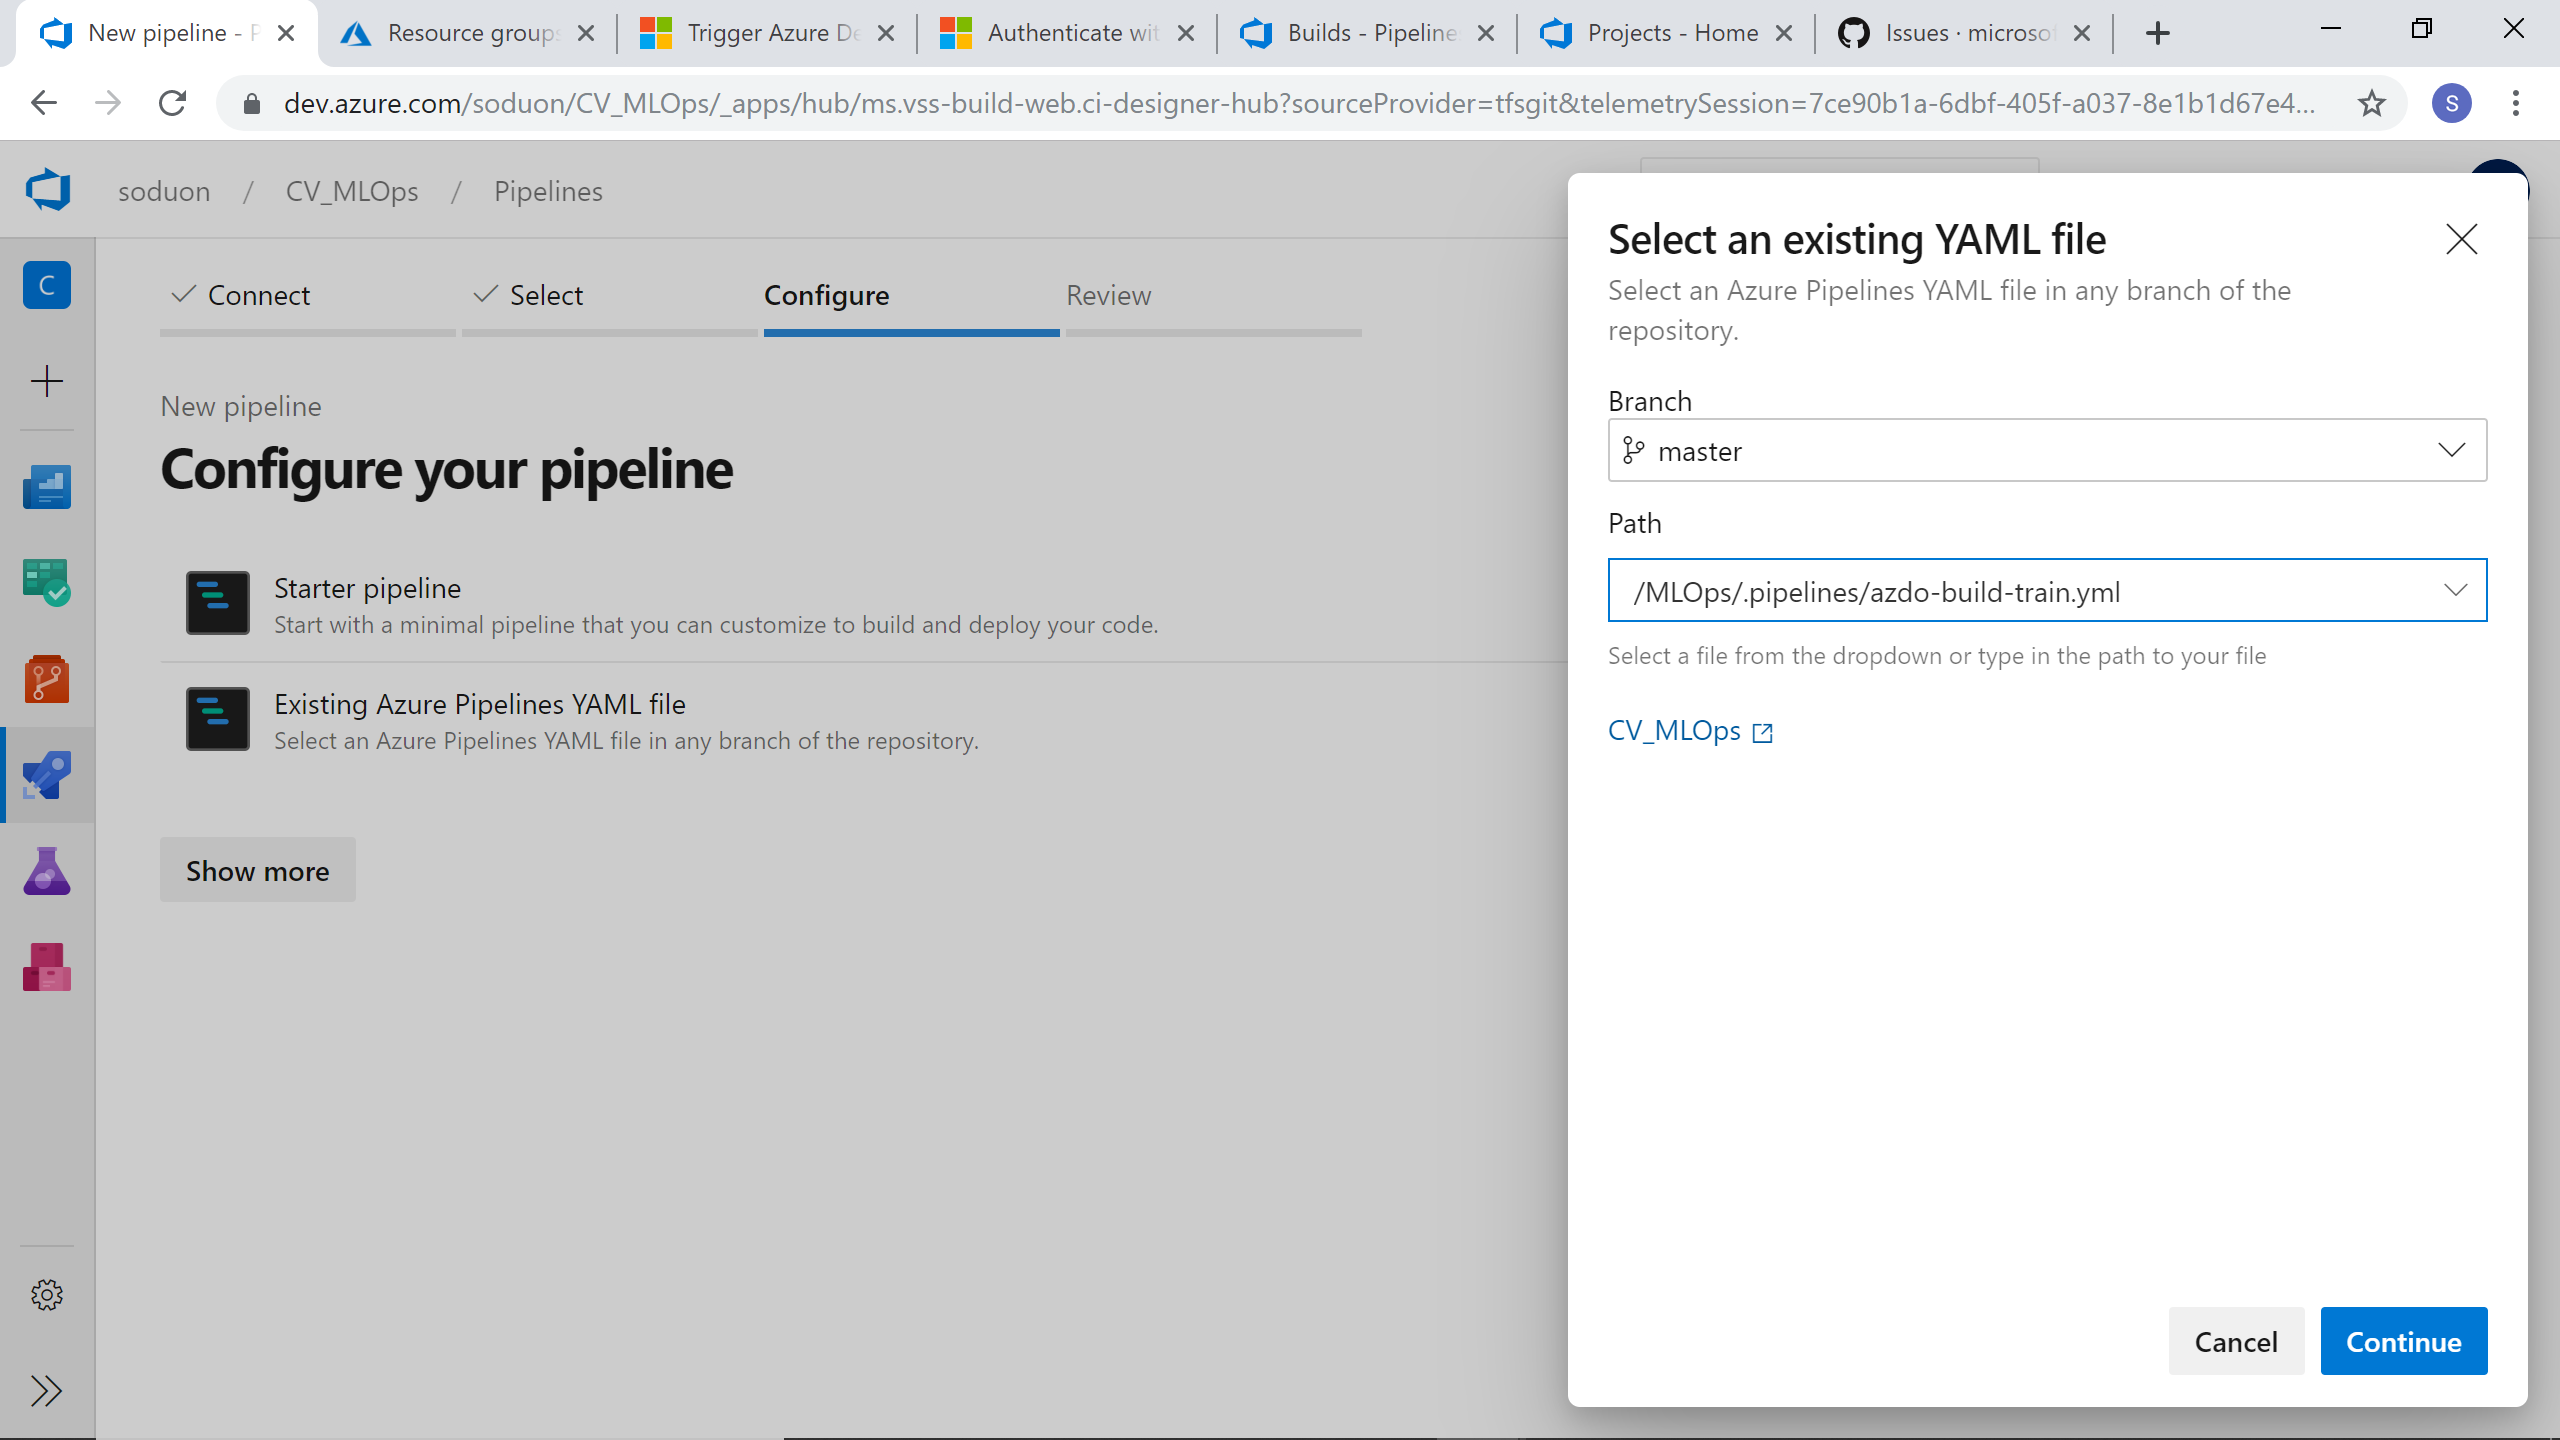 New pipeline -
Resource groups
Trigger Azure De
Authenticate wit
Builds - Pipeline
Projects - Home
Issues · microsof
dev.azure.com/soduon/CV_MLOps/_apps/hub/ms.vss-build-web.ci-designer-hub?sourceProvider=tfsgit&telemetrySession=7ce90b1a-6dbf-405f-a037-8e1b1d67e4...
S
soduon / CV_MLOps / Pipelines
C
Connect
Select
Configure
Review
New pipeline
Configure your pipeline
Starter pipeline
Start with a minimal pipeline that you can customize to build and deploy your code.
Existing Azure Pipelines YAML file
Select an Azure Pipelines YAML file in any branch of the repository.
Show more
Select an existing YAML file
Select an Azure Pipelines YAML file in any branch of the
repository.
Branch
master
Path
/MLOps/.pipelines/azdo-build-train.yml
Select a file from the dropdown or type in the path to your file
CV_MLOps
Cancel
Continue